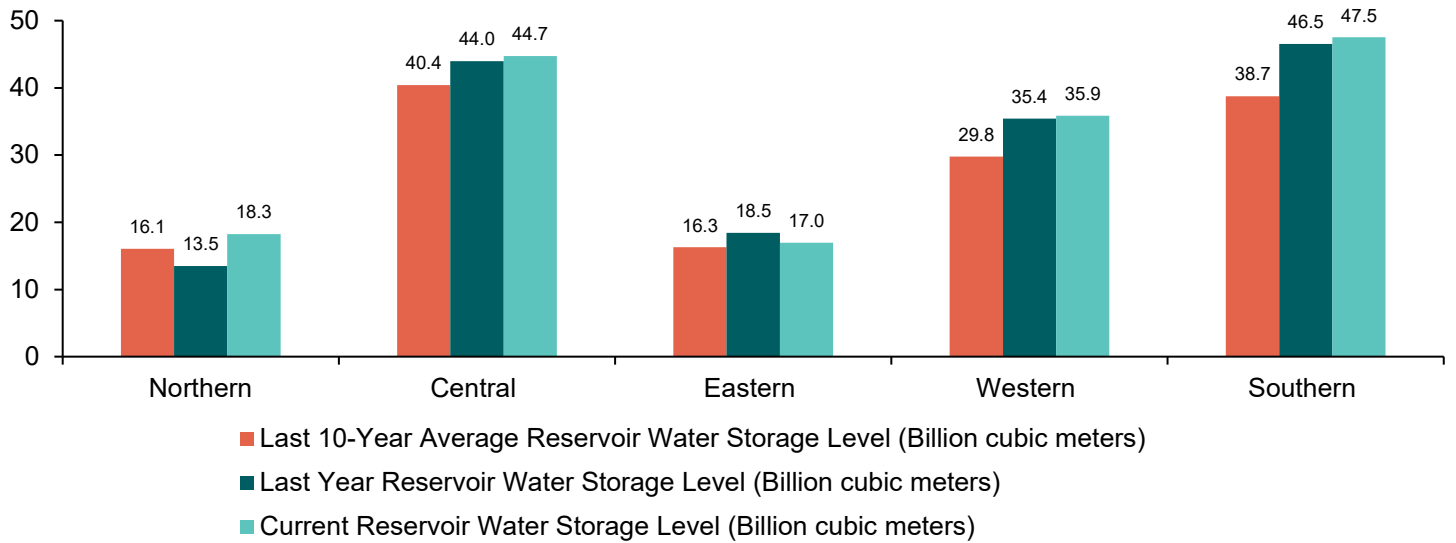 50
40
30
20
10
0
16.1
13.5
18.3
40.4
44.0
44.7
16.3
18.5
17.0
29.8
35.4
35.9
38.7
46.5
47.5
Northern
Central
Eastern
Western
Southern
Last 10-Year Average Reservoir Water Storage Level (Billion cubic meters)
Last Year Reservoir Water Storage Level (Billion cubic meters)
Current Reservoir Water Storage Level (Billion cubic meters)